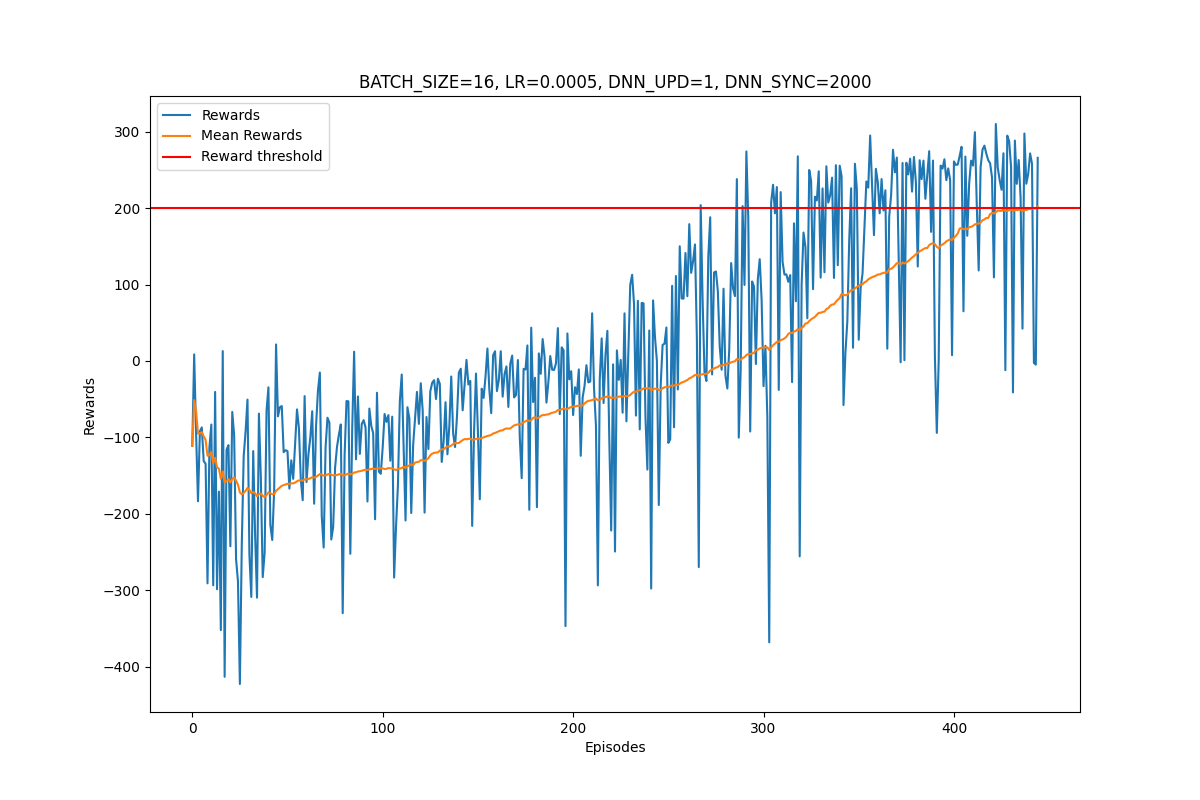 BATCH_SIZE=16, LR=0.0005, DNN_UPD=1, DNN_SYNC=2000
Rewards
Mean Rewards
Reward threshold
300
200
100
0
−100
−200
−300
−400
Rewards
0
100
200
300
400
Episodes